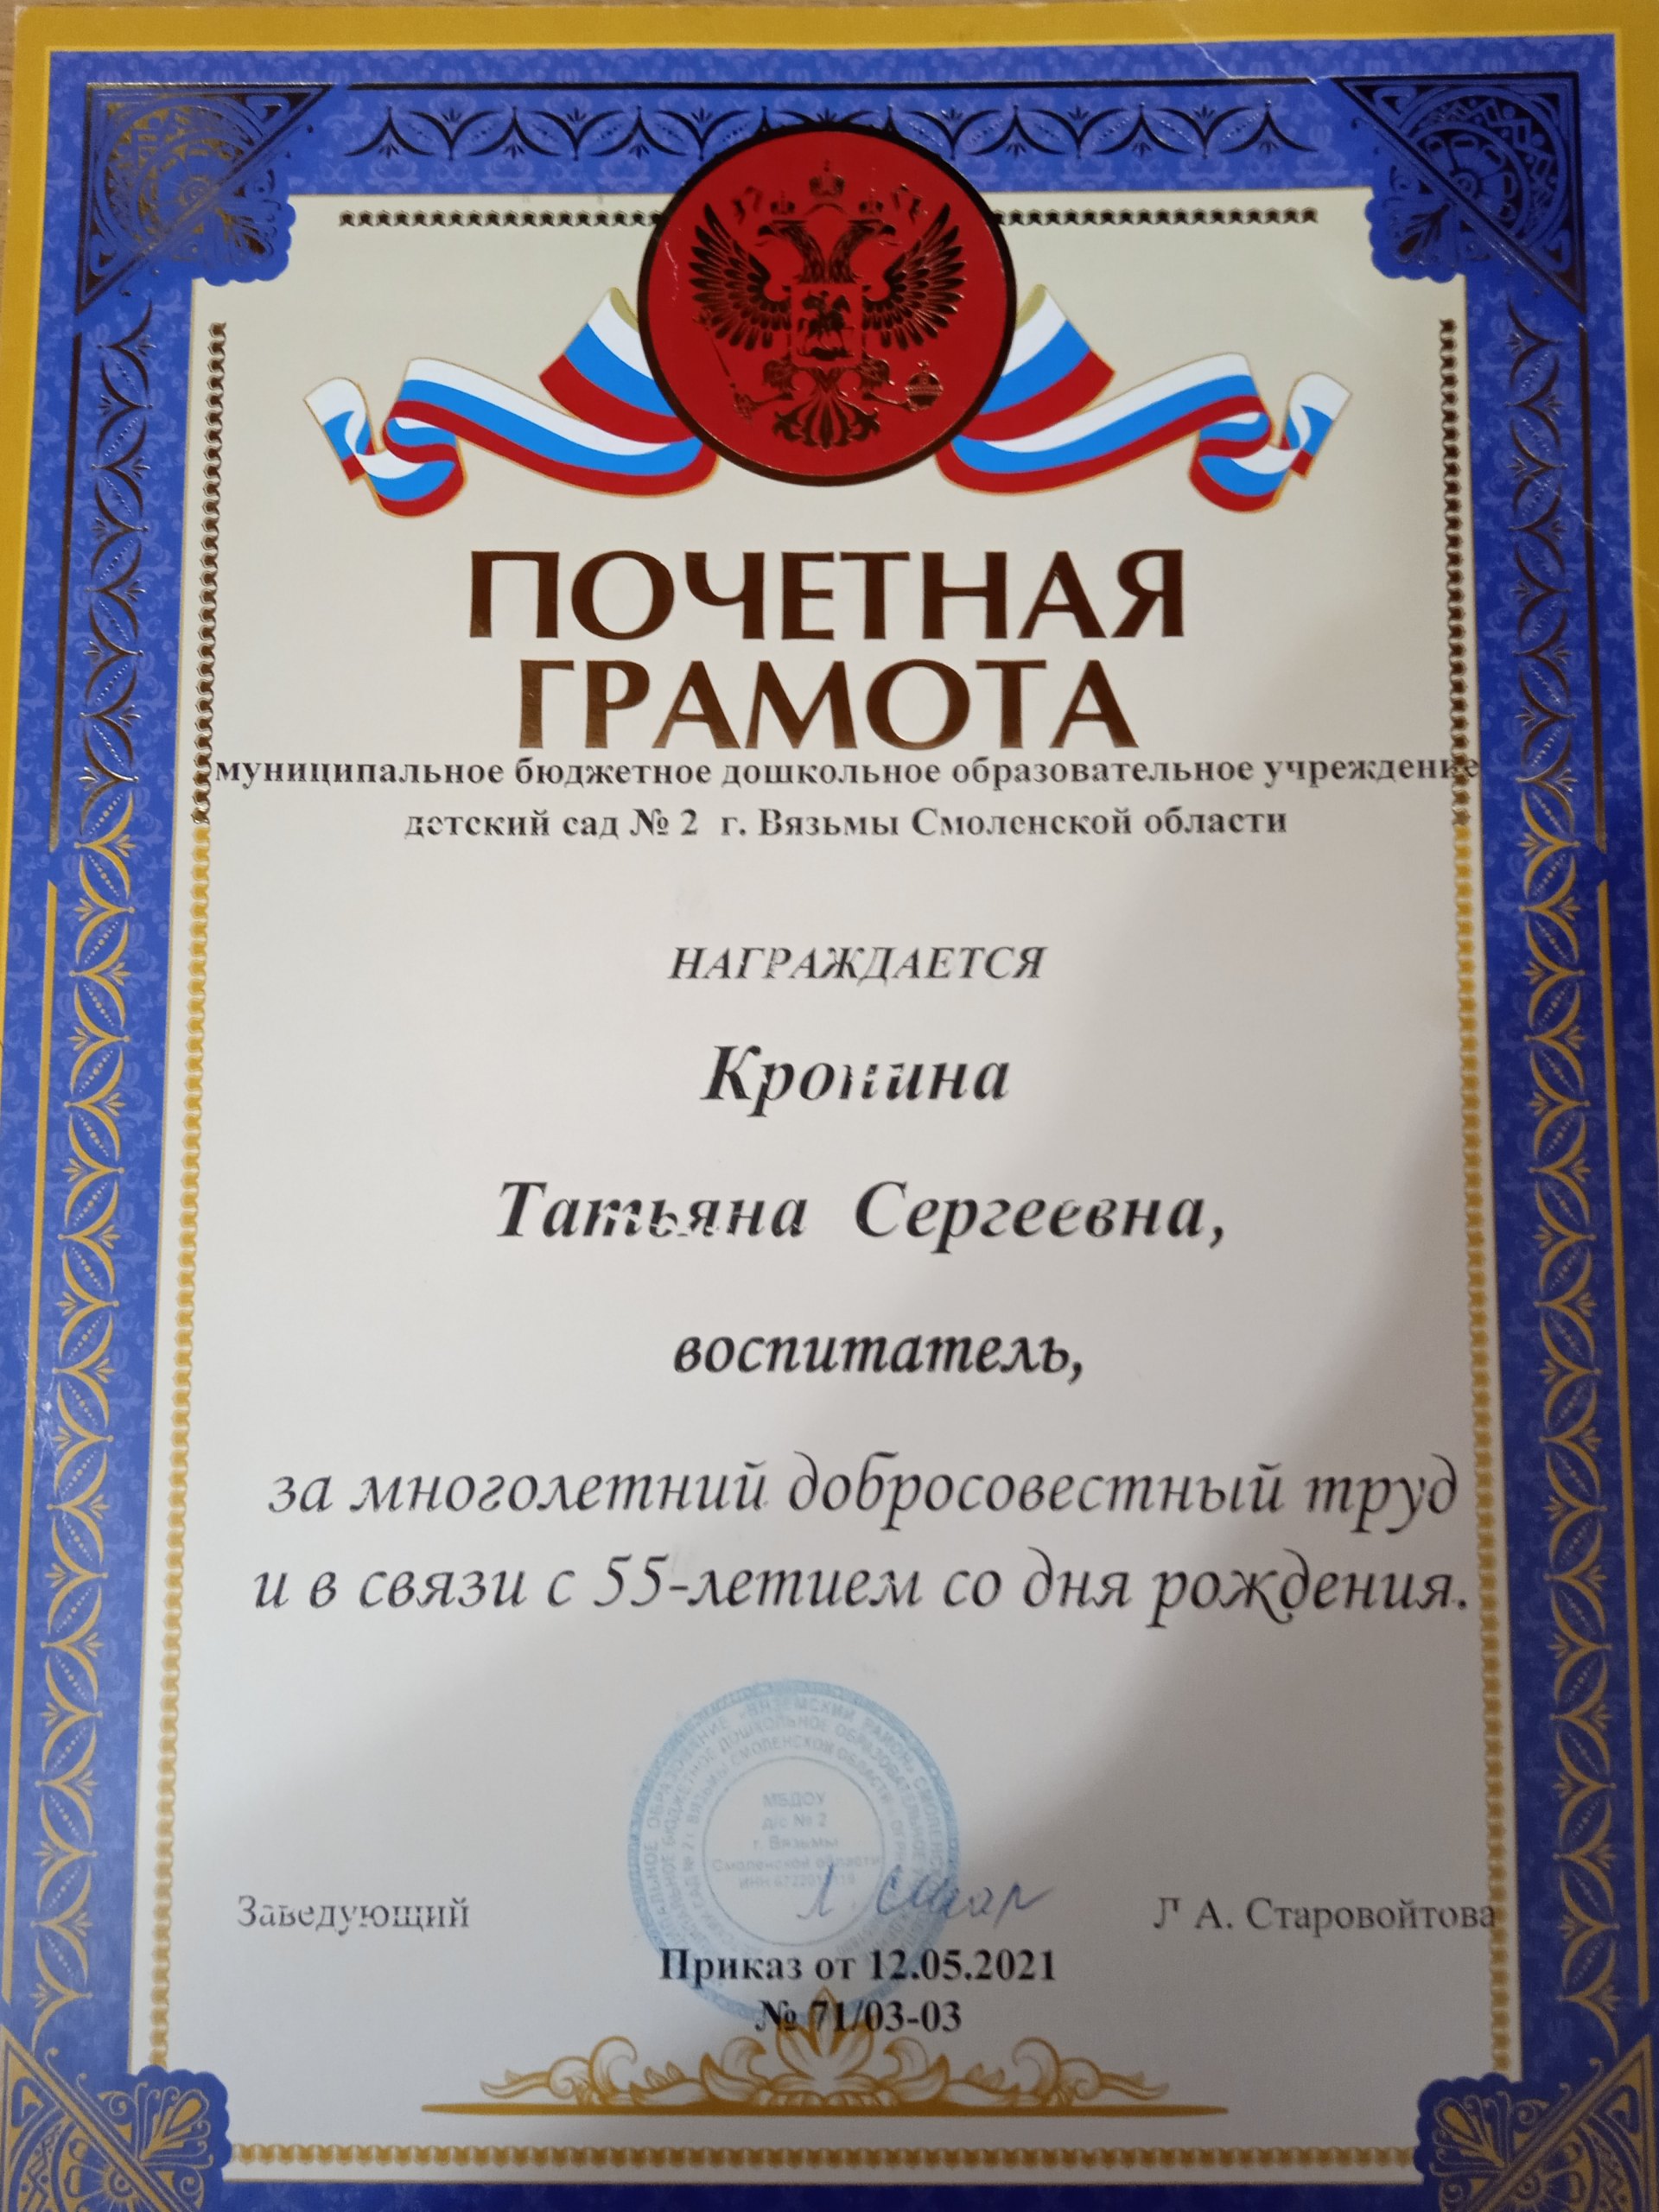 ПОЧЕТНАЯ
ГРАМОТА
муниципальное бюджетное дошкольное образовательное учреждение
детский сад № 2 г. Вязьмы Смоленской области
НАГРАЖДАЕТСЯ
Кронина
Татьяна Сергеевна,
воспитатель,
за многолетний добросовестный труд
и в связи с 55-летием со дня рождения.
МБДОУ
д/с № 2
г. Вязьмы
Смоленской области
Заведующий
Л А. Старовойтова
Приказ от 12.05.2021
№ 71/03-03